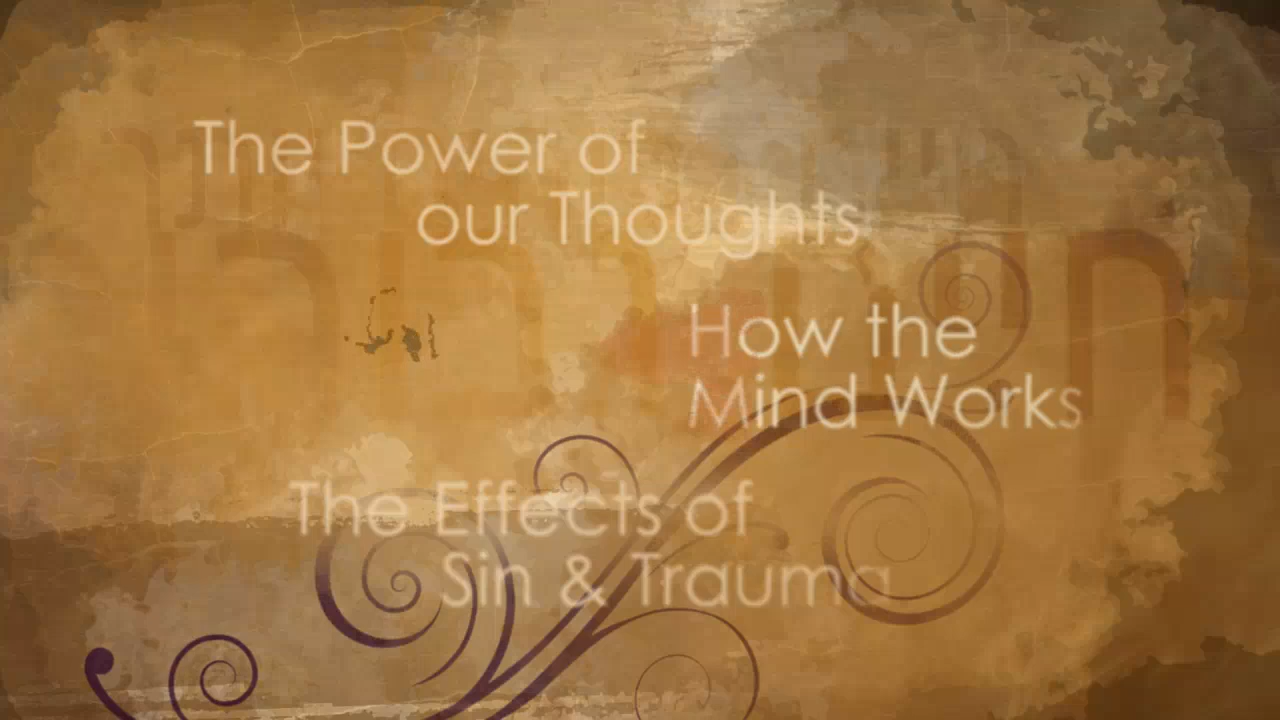 The Power of
our Thoughts
How the
Mind Works
The Effects of
Sin & Trauma